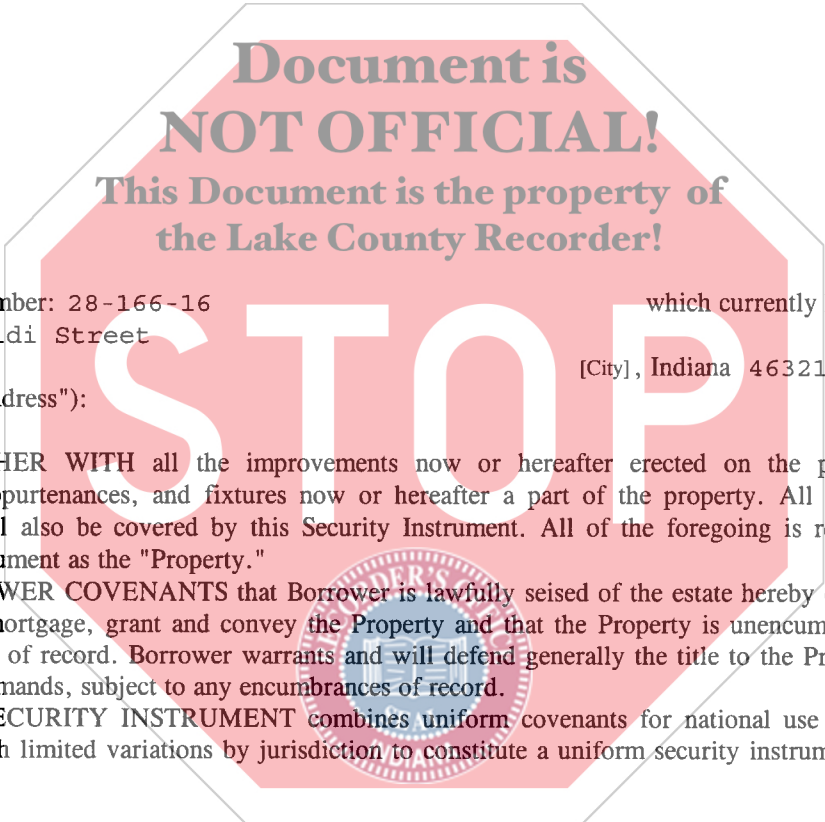 Document is
NOT OFFICIAL!
This Document is the property of
the Lake County Recorder!
mber: 28-166-16 which currently
di Street
[City], Indiana 46321
dress"):
STOP
HER WITH all the improvements now or hereafter erected on the p
ppurtenances, and fixtures now or hereafter a part of the property. All
l also be covered by this Security Instrument. All of the foregoing is r
ument as the "Property."
WER COVENANTS that Borrower is lawfully seised of the estate hereby
mortgage, grant and convey the Property and that the Property is unencum
of record. Borrower warrants and will defend generally the title to the Pr
mands, subject to any encumbrances of record.
ECURITY INSTRUMENT combines uniform covenants for national use
h limited variations by jurisdiction to constitute a uniform security instrum
SEAL